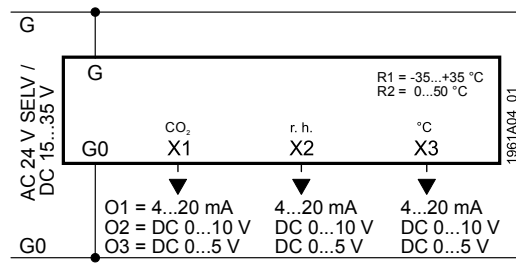 G
AC 24 V SELV /
DC 15...35 V
G
R1 = -35...+35 °C
R2 = 0...50 °C
CO₂ r. h. °C
G0 X1 X2 X3
1961A04_01
O1 = 4...20 mA 4...20 mA 4...20 mA
O2 = DC 0...10 V DC 0...10 V DC 0...10 V
O3 = DC 0...5 V DC 0...5 V DC 0...5 V
G0